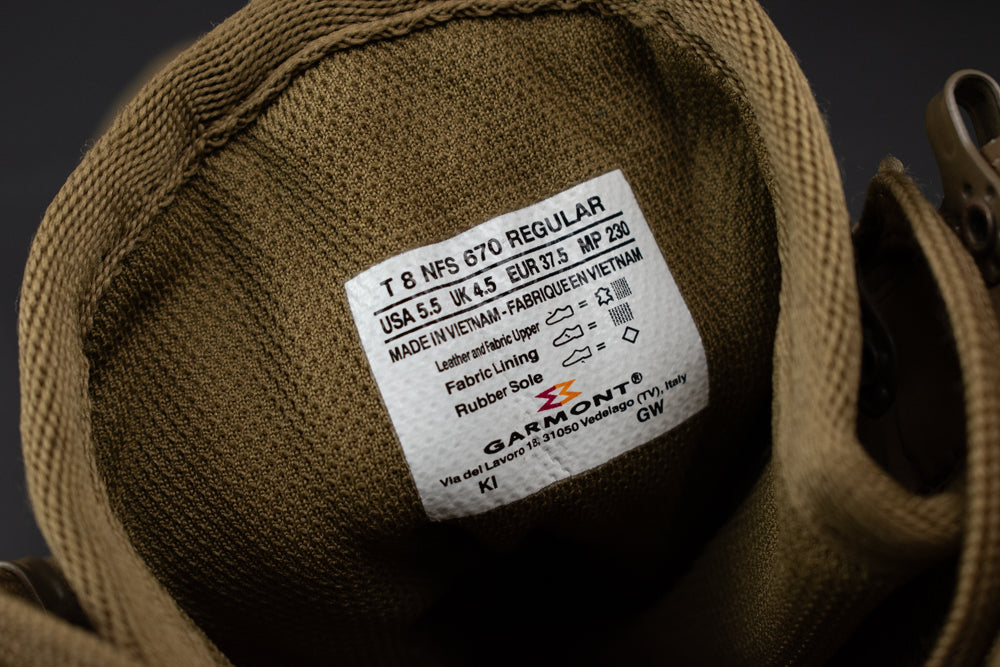 T 8 NFS 670 REGULAR
USA 5.5 UK 4.5 EUR 37.5 MP 230
MADE IN VIETNAM - FABRIQUE EN VIETNAM
Leather and Fabric Upper =
Fabric Lining =
Rubber Sole =
GARMONT®
Via del Lavoro 18, 31050 Vedelago (TV), Italy
KI GW